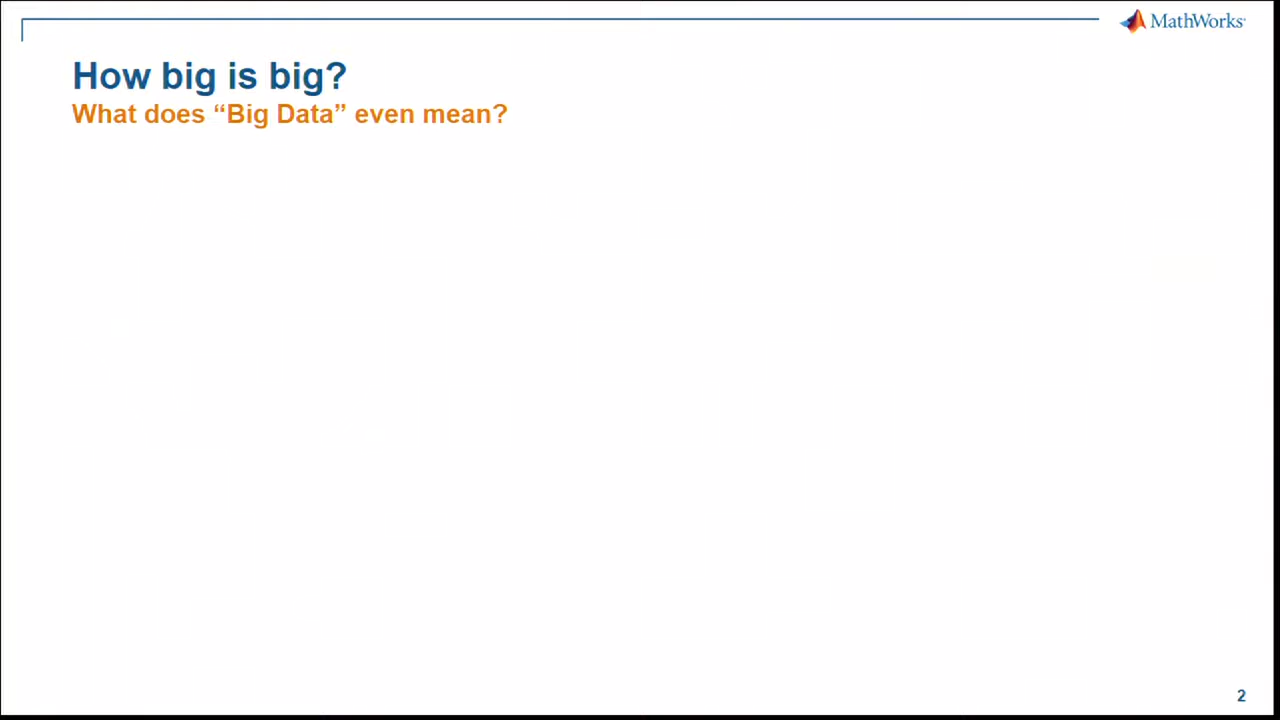 MathWorks
How big is big?
What does “Big Data” even mean?
2